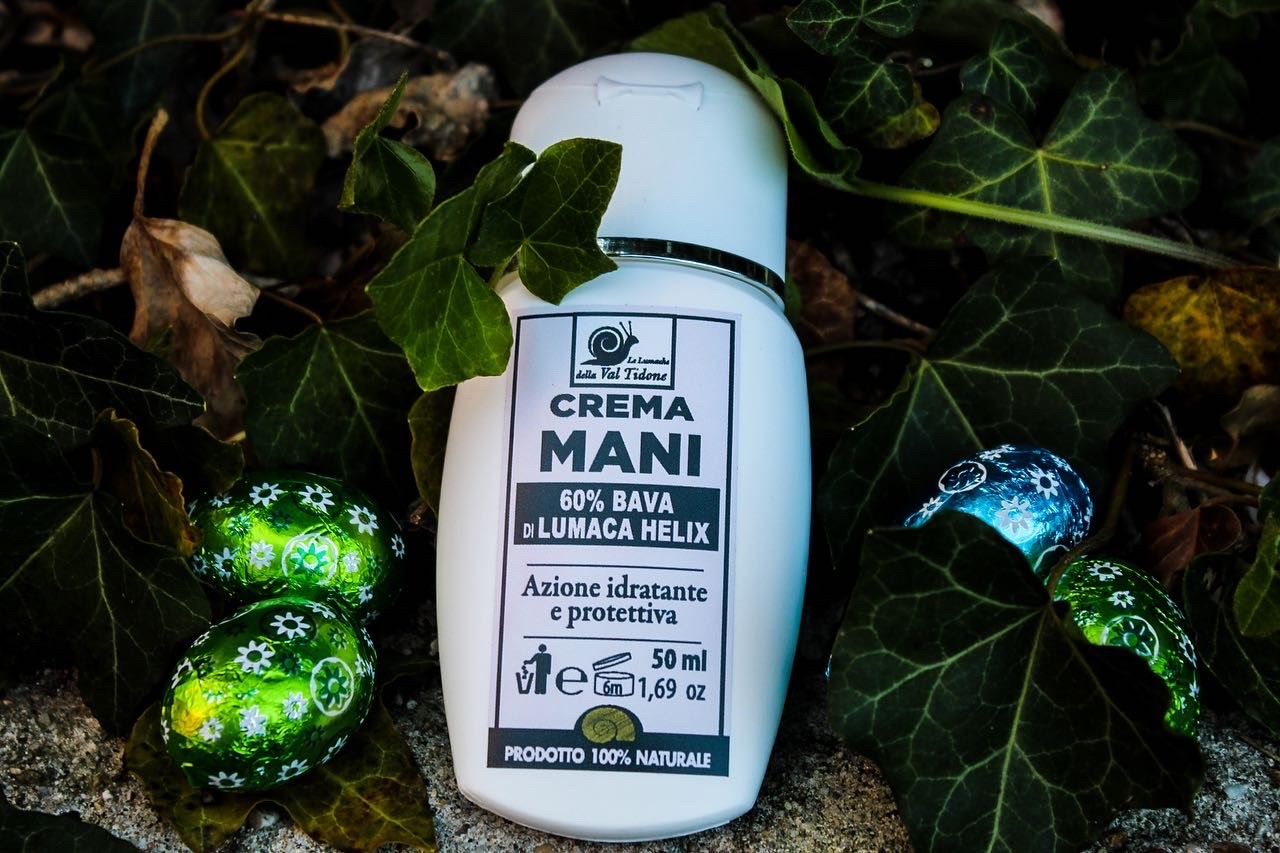 Le Lumache
della Val Tidone
CREMA
MANI
60% BAVA
DI LUMACA HELIX
Azione idratante
e protettiva
50 ml
e 6m 1,69 oz
PRODOTTO 100% NATURALE